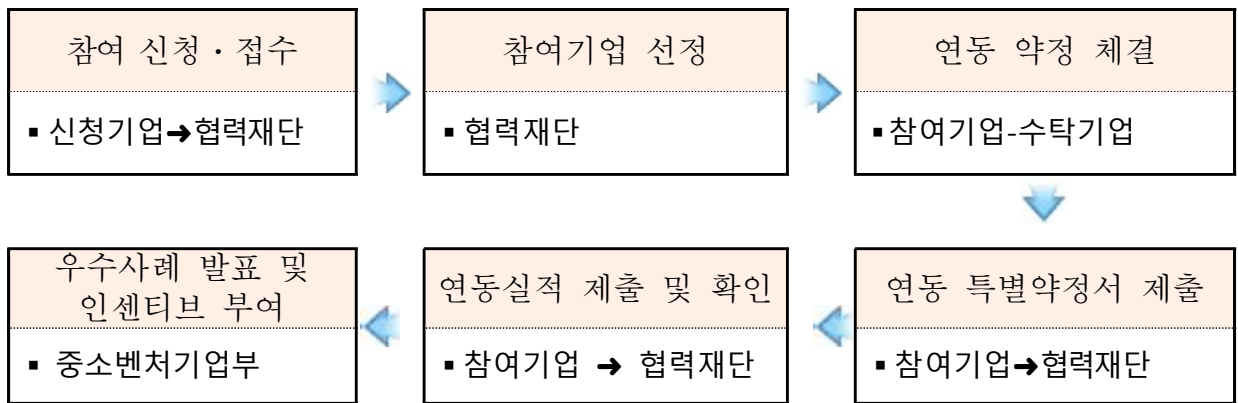 참여 신청·접수
▪ 신청기업➜협력재단
참여기업 선정
▪ 협력재단
연동 약정 체결
▪ 참여기업-수탁기업
연동 특별약정서 제출
▪ 참여기업➜협력재단
연동실적 제출 및 확인
▪ 참여기업 ➜ 협력재단
우수사례 발표 및
인센티브 부여
▪ 중소벤처기업부